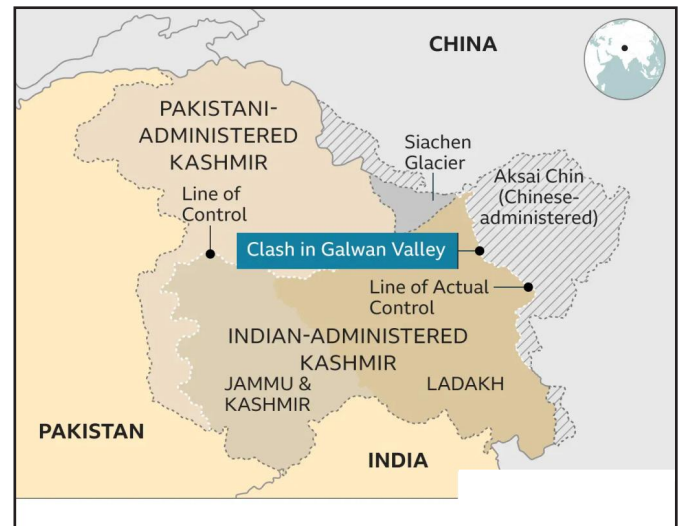 CHINA
PAKISTANI-
ADMINISTERED
KASHMIR
Siachen
Glacier
Aksai Chin
(Chinese-
administered)
Line of
Control
Clash in Galwan Valley
Line of Actual
Control
INDIAN-ADMINISTERED
KASHMIR
JAMMU &
KASHMIR
LADAKH
PAKISTAN
INDIA